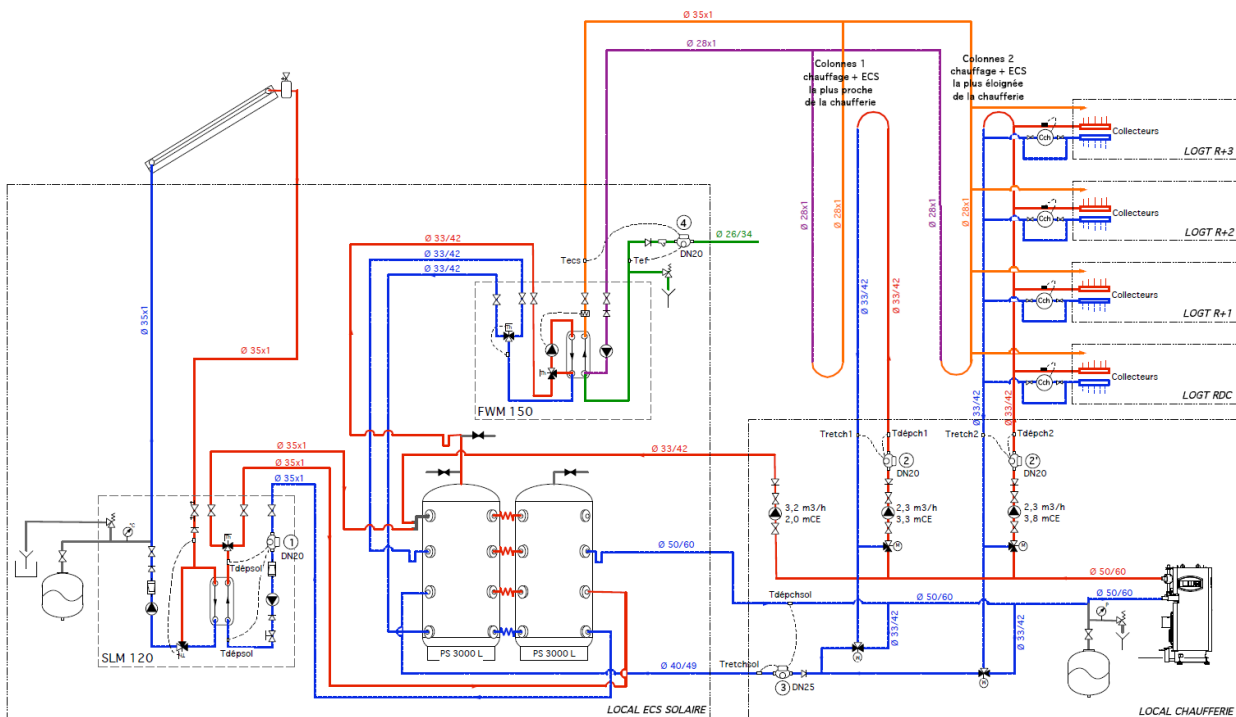 Ø 35x1
Ø 28x1
Colonnes 1
chauffage + ECS
la plus proche
de la chaufferie
Colonnes 2
chauffage + ECS
la plus éloignée
de la chaufferie
Cch
Collecteurs
LOGT R+3
Cch
Collecteurs
LOGT R+2
Cch
Collecteurs
LOGT R+1
Cch
Collecteurs
LOGT RDC
Ø 28x1
Ø 28x1
Ø 28x1
Ø 28x1
Ø 33/42
Ø 33/42
Ø 33/42
Ø 33/42
Ø 33/42
Ø 33/42
Ø 33/42
4
DN20
Ø 26/34
Tecs
Tef
FWM 150
Ø 35x1
Ø 35x1
Ø 35x1
Ø 35x1
Ø 35x1
Ø 33/42
Tretch1
Tdépch1
Tretch2
Tdépch2
2
DN20
2'
DN20
3,2 m3/h
2,0 mCE
2,3 m3/h
3,3 mCE
2,3 m3/h
3,8 mCE
M
M
1
DN20
Tdépsol
Tdépsol
SLM 120
PS 3000 L
PS 3000 L
Ø 50/60
Ø 50/60
Ø 50/60
Ø 50/60
Tdépchsol
Ø 33/42
Ø 33/42
M
M
Tretchsol
Ø 40/49
3
DN25
LOCAL ECS SOLAIRE
LOCAL CHAUFFERIE